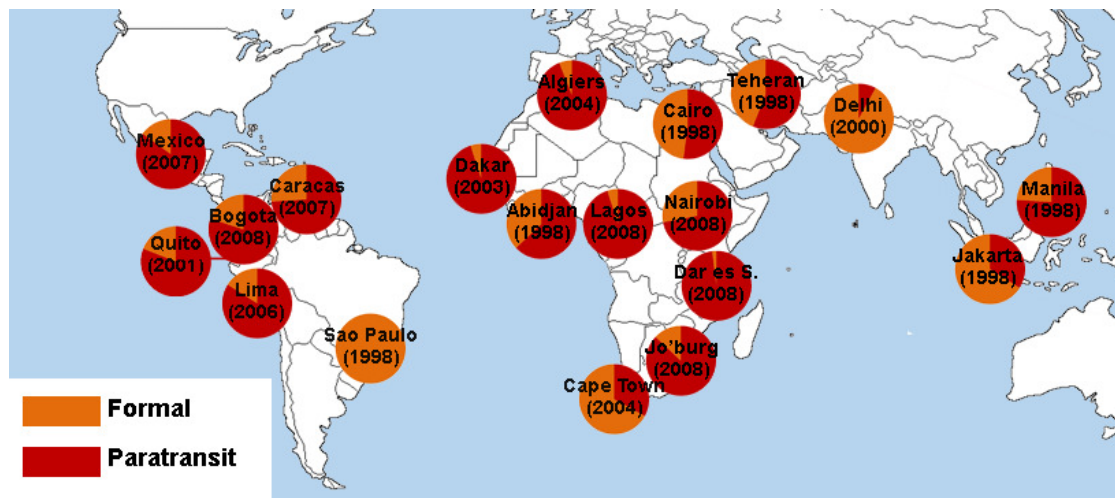 Algiers
(2004)
Teheran
(1998)
Cairo
(1998)
Delhi
(2000)
Mexico
(2007)
Dakar
(2003)
Caracas
(2007)
Manila
(1998)
Bogota
(2008)
Abidjan
(1998)
Lagos
(2008)
Nairobi
(2008)
Quito
(2001)
Jakarta
(1998)
Dar es S.
(2008)
Lima
(2006)
Sao Paulo
(1998)
Jo'burg
(2008)
Cape Town
(2004)
Formal
Paratransit